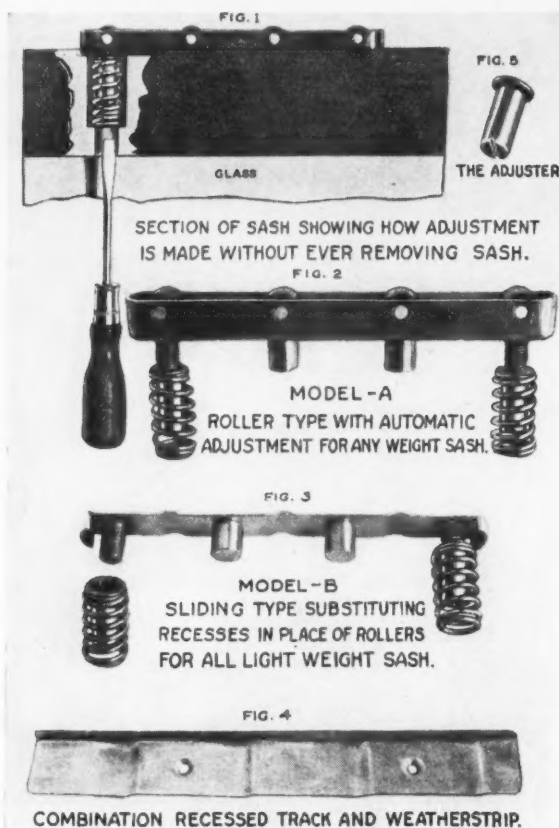 FIG. 1
FIG. 5
GLASS
THE ADJUSTER
SECTION OF SASH SHOWING HOW ADJUSTMENT
IS MADE WITHOUT EVER REMOVING SASH.
FIG. 2
MODEL-A
ROLLER TYPE WITH AUTOMATIC
ADJUSTMENT FOR ANY WEIGHT SASH.
FIG. 3
MODEL-B
SLIDING TYPE SUBSTITUTING
RECESSES IN PLACE OF ROLLERS
FOR ALL LIGHT WEIGHT SASH.
FIG. 4
COMBINATION RECESSED TRACK AND WEATHERSTRIP.